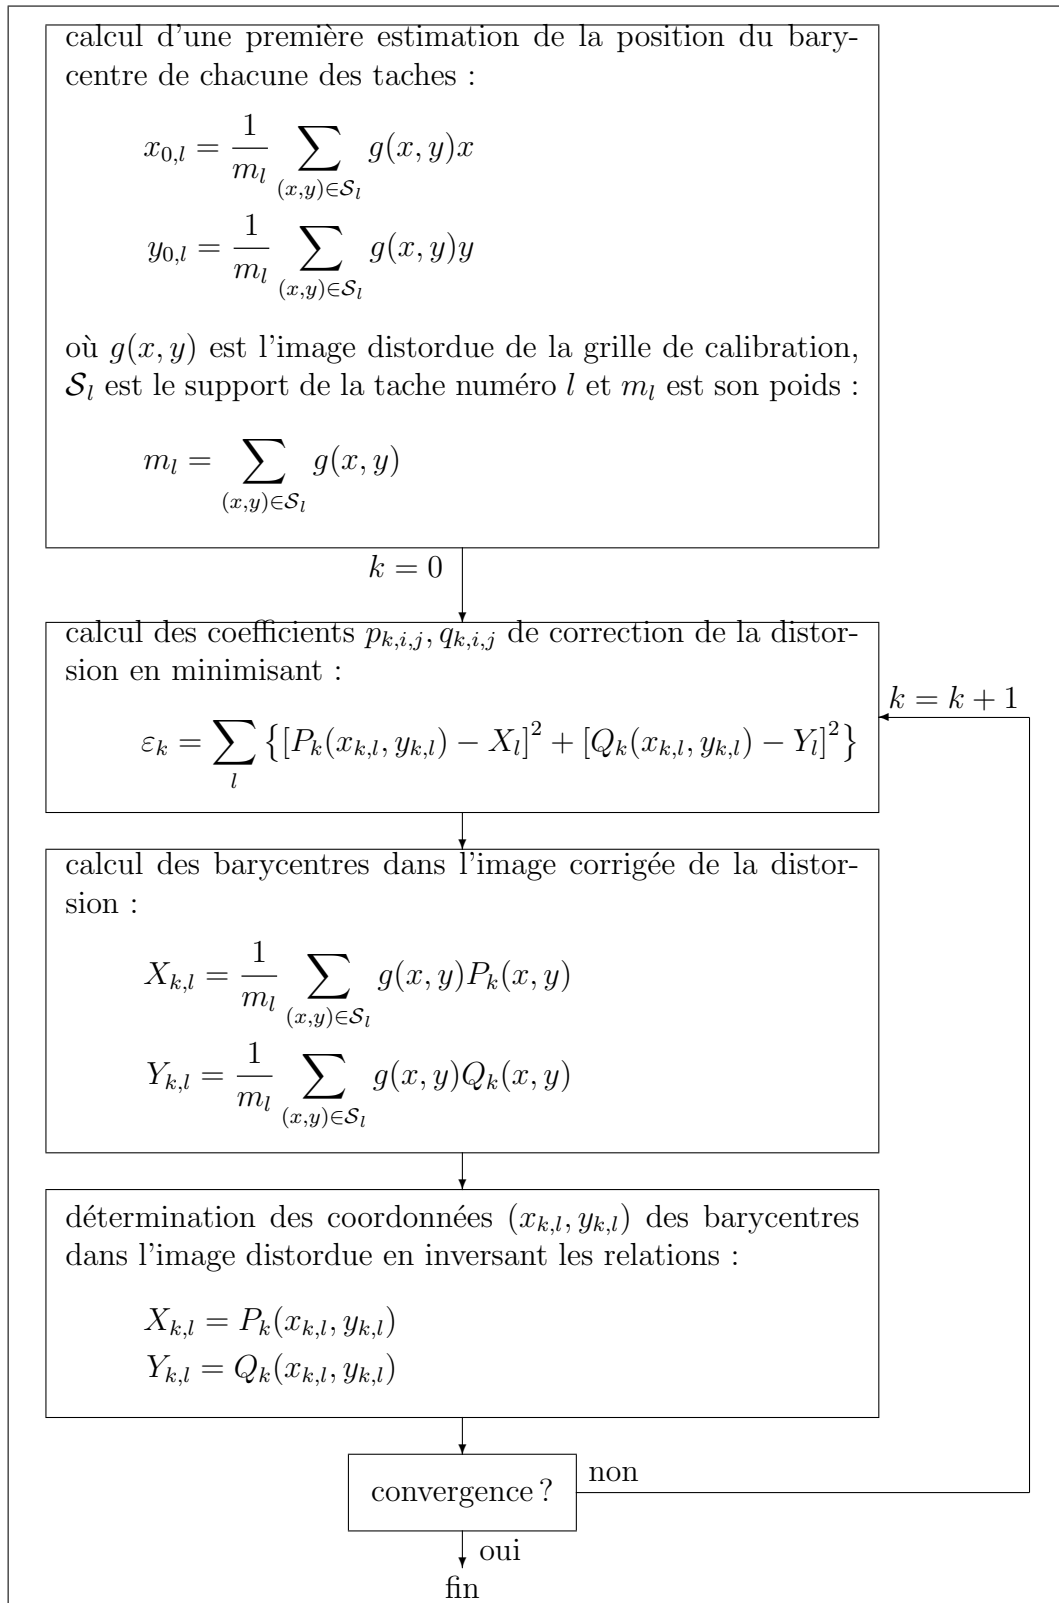 calcul d'une première estimation de la position du bary-
centre de chacune des taches :
$x_{0,l} = \frac{1}{m_l} \sum_{(x,y) \in \mathcal{S}_l} g(x, y)x$
$y_{0,l} = \frac{1}{m_l} \sum_{(x,y) \in \mathcal{S}_l} g(x, y)y$
où $g(x, y)$ est l'image distordue de la grille de calibration,
$\mathcal{S}_l$ est le support de la tache numéro $l$ et $m_l$ est son poids :
$m_l = \sum_{(x,y) \in \mathcal{S}_l} g(x, y)$
$k = 0$
calcul des coefficients $p_{k,i,j}, q_{k,i,j}$ de correction de la distor-
sion en minimisant :
$k = k + 1$
$\varepsilon_k = \sum_l \left\{ [P_k(x_{k,l}, y_{k,l}) - X_l]^2 + [Q_k(x_{k,l}, y_{k,l}) - Y_l]^2 \right\}$
calcul des barycentres dans l'image corrigée de la distor-
sion :
$X_{k,l} = \frac{1}{m_l} \sum_{(x,y) \in \mathcal{S}_l} g(x, y)P_k(x, y)$
$Y_{k,l} = \frac{1}{m_l} \sum_{(x,y) \in \mathcal{S}_l} g(x, y)Q_k(x, y)$
détermination des coordonnées $(x_{k,l}, y_{k,l})$ des barycentres
dans l'image distordue en inversant les relations :
$X_{k,l} = P_k(x_{k,l}, y_{k,l})$
$Y_{k,l} = Q_k(x_{k,l}, y_{k,l})$
non
convergence ?
oui
fin